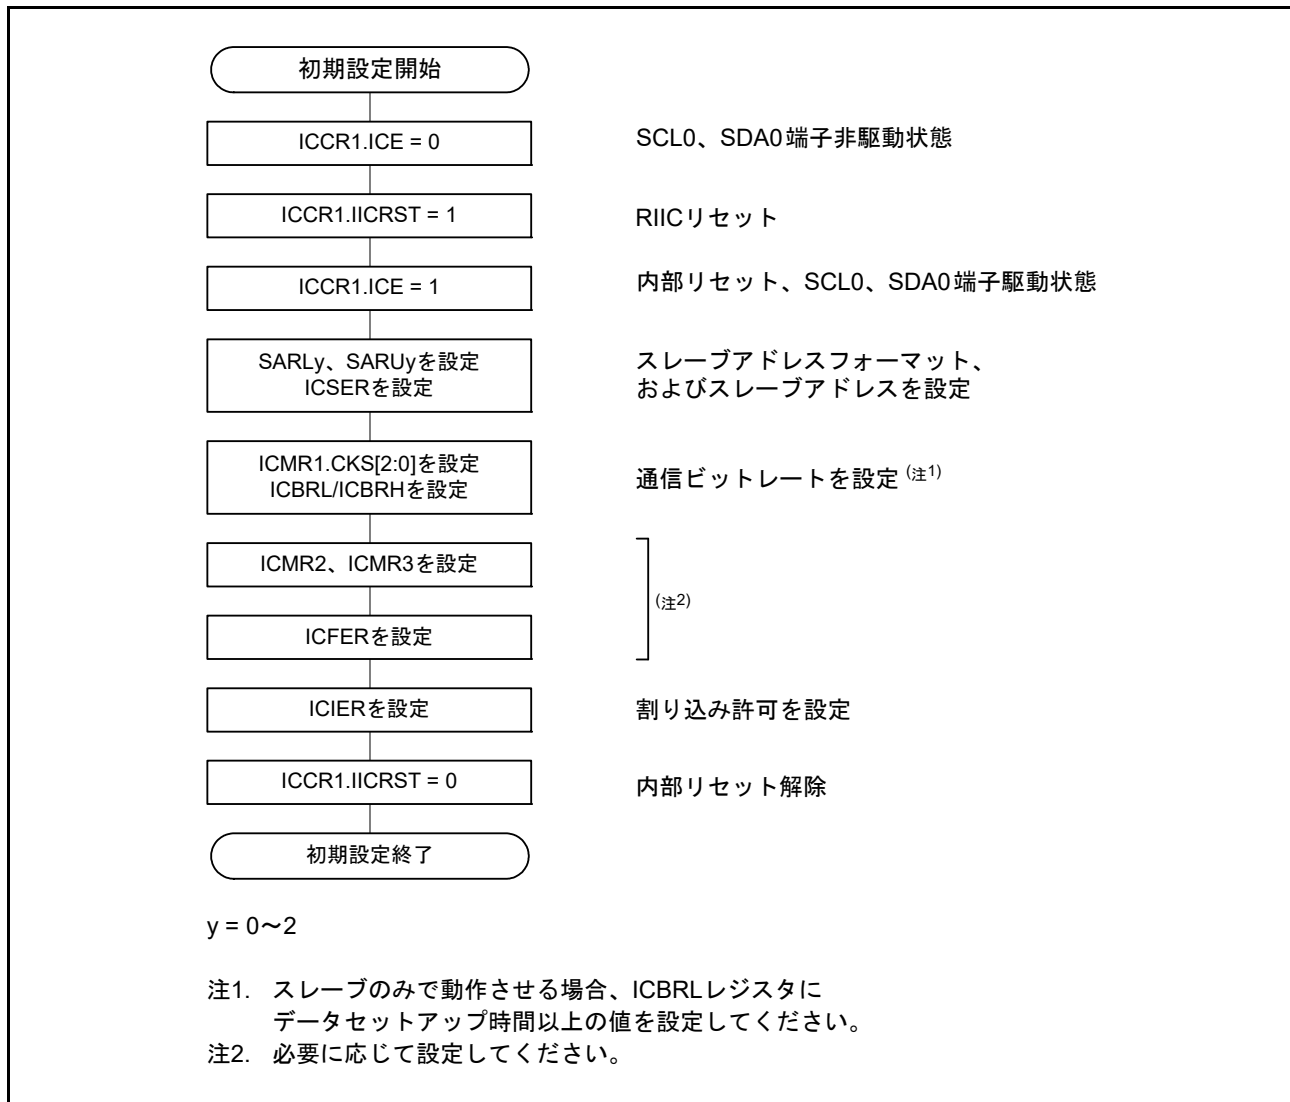 初期設定開始
ICCR1.ICE = 0
SCL0、SDA0端子非駆動状態
ICCR1.IICRST = 1
RIICリセット
ICCR1.ICE = 1
内部リセット、SCL0、SDA0端子駆動状態
SARLy、SARUyを設定
ICSERを設定
スレーブアドレスフォーマット、
およびスレーブアドレスを設定
ICMR1.CKS[2:0]を設定
ICBRL/ICBRHを設定
通信ビットレートを設定 (注1)
ICMR2、ICMR3を設定
(注2)
ICFERを設定
ICIERを設定
割り込み許可を設定
ICCR1.IICRST = 0
内部リセット解除
初期設定終了
y = 0～2
注1. スレーブのみで動作させる場合、ICBRLレジスタに
データセットアップ時間以上の値を設定してください。
注2. 必要に応じて設定してください。